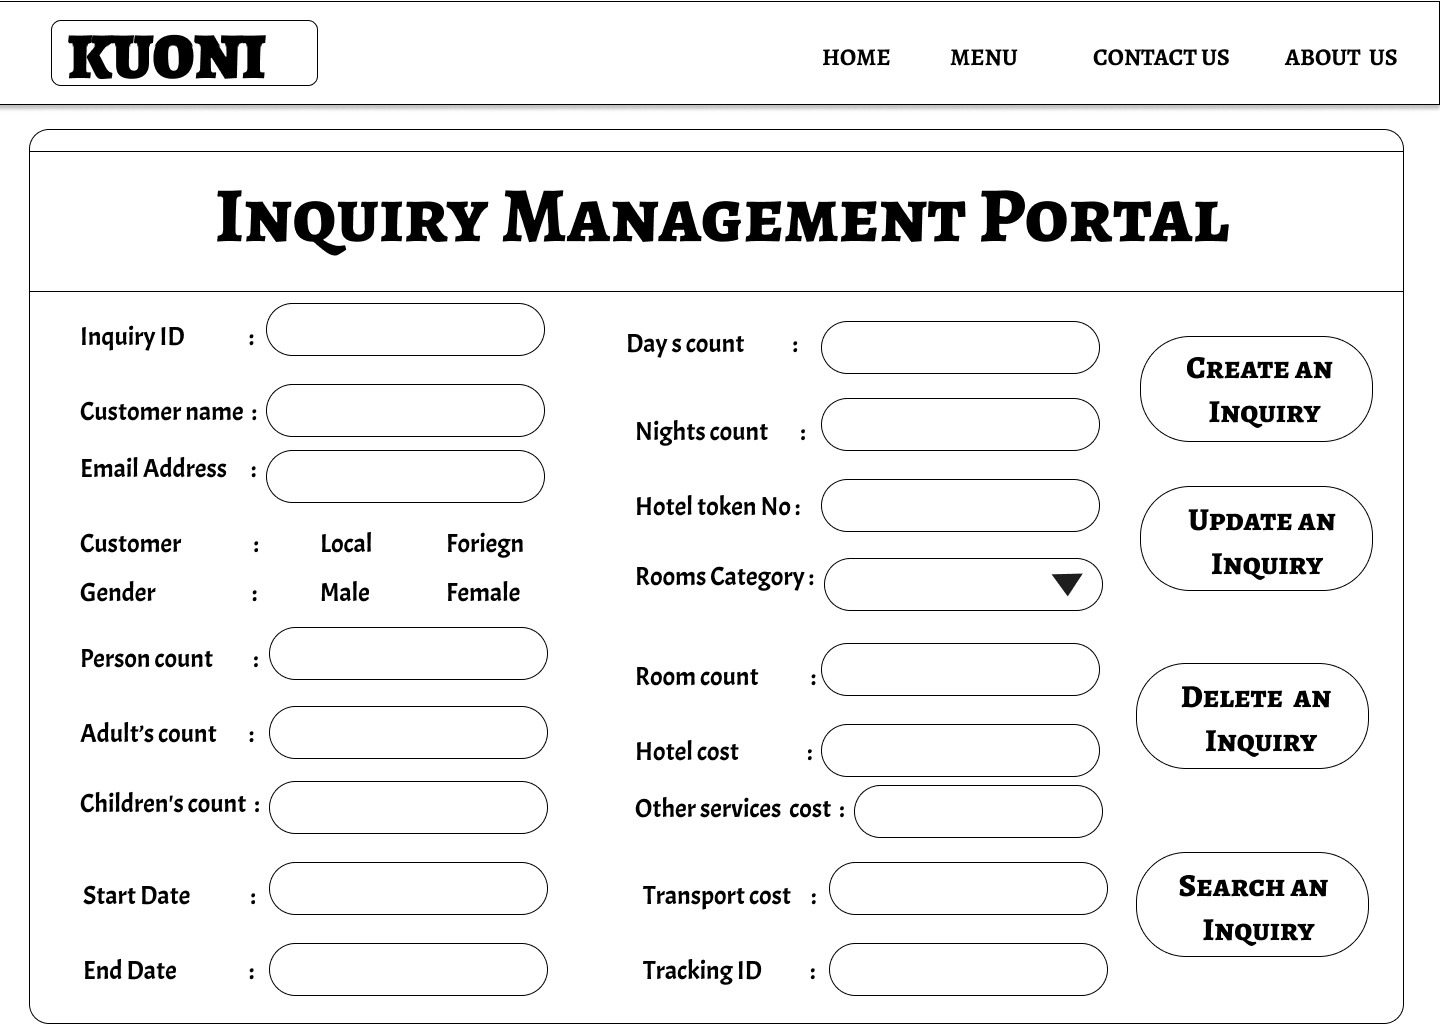 KUONI
HOME MENU CONTACT US ABOUT US
Inquiry Management Portal
Inquiry ID :
Customer name :
Email Address :
Customer : Local Foriegn
Gender : Male Female
Person count :
Adult’s count :
Children's count :
Start Date :
End Date :
Day s count :
Nights count :
Hotel token No :
Rooms Category :
Room count :
Hotel cost :
Other services cost :
Transport cost :
Tracking ID :
Create an
Inquiry
Update an
Inquiry
Delete an
Inquiry
Search an
Inquiry